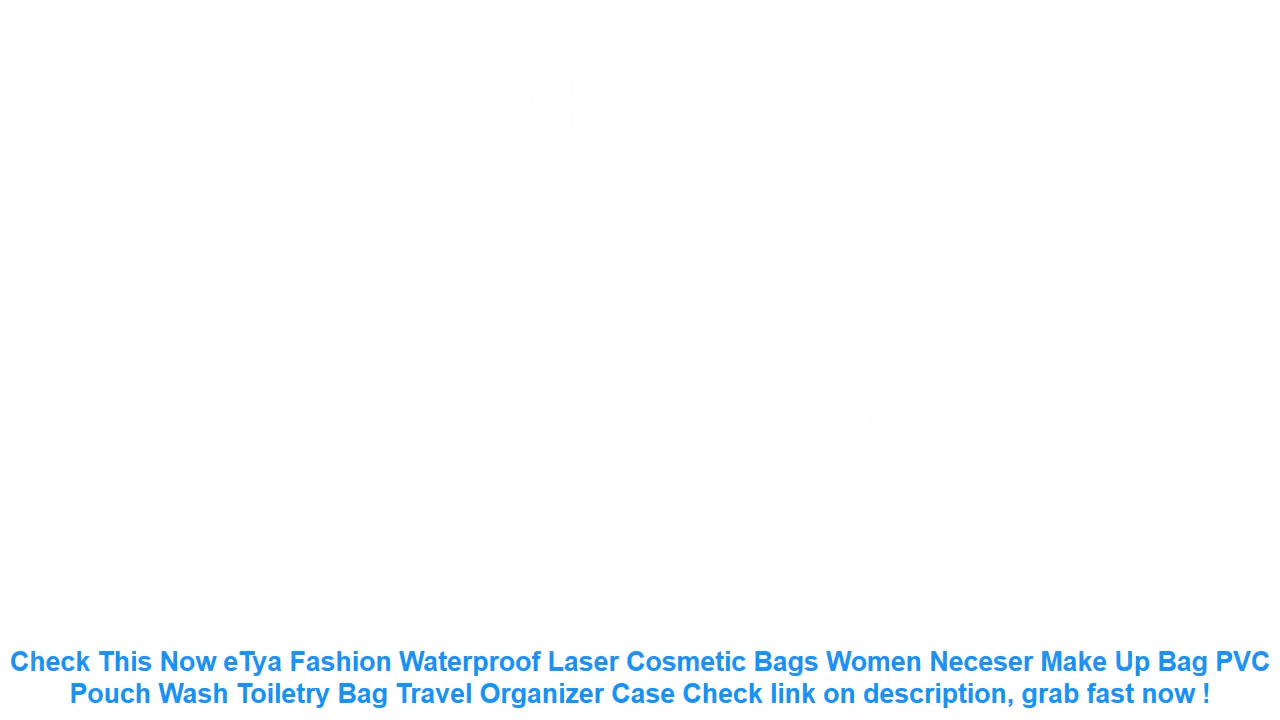 Check This Now eTya Fashion Waterproof Laser Cosmetic Bags Women Neceser Make Up Bag PVC
Pouch Wash Toiletry Bag Travel Organizer Case Check link on description, grab fast now !